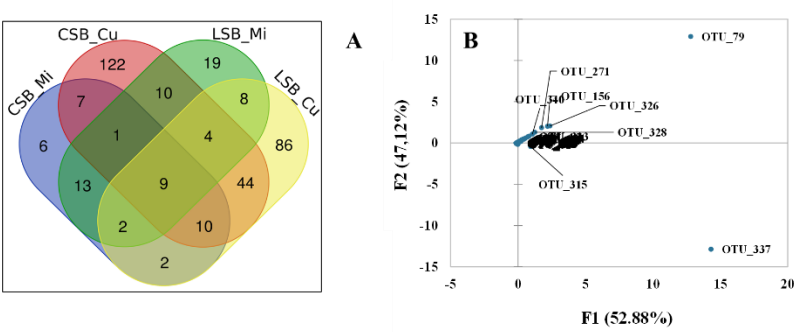 CSB_Cu
LSB_Mi
A
CSB_Mi
LSB_Cu
122
19
7
10
8
6
1
4
86
13
9
44
2
10
2
B
15
10
5
0
-5
-10
-15
-5
0
5
10
15
20
F2 (47,12%)
F1 (52.88%)
OTU_79
OTU_271
OTU_156
OTU_340
OTU_326
OTU_328
OTU_315
OTU_337